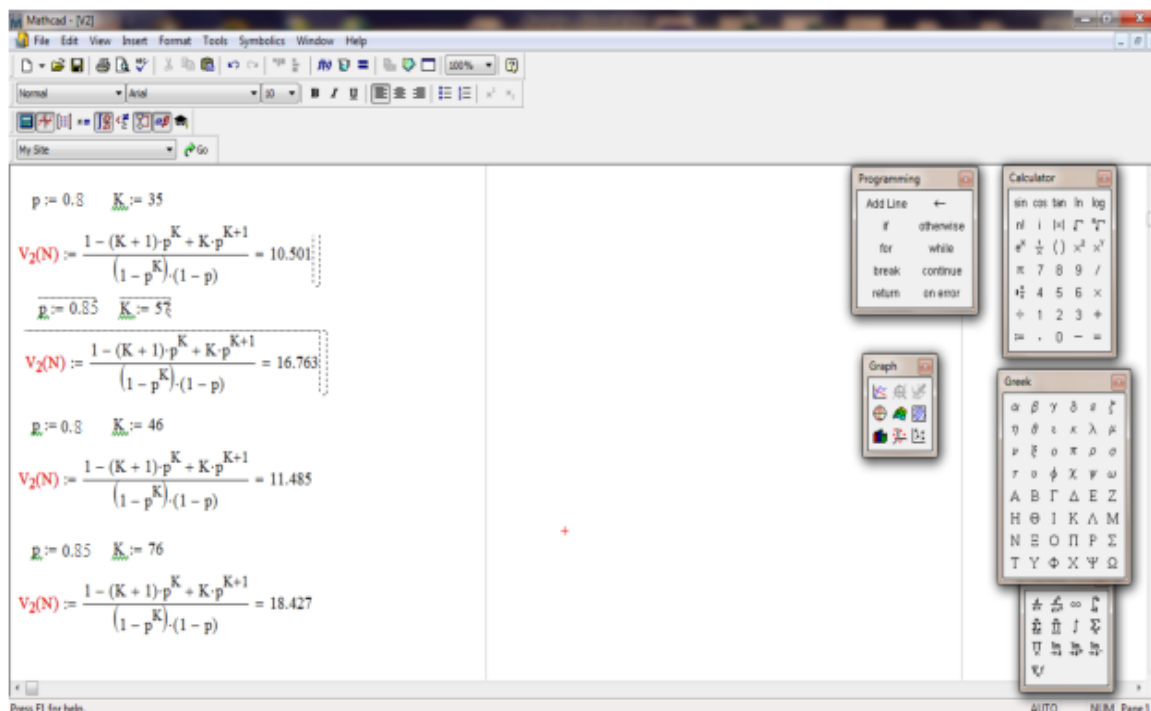 Mathcad - [V2]
File Edit View Insert Format Tools Symbolics Window Help
100%
Normal Arial 10 B I U
My Site Go
p := 0.8 K := 35
V₂(N) := (1 − (K + 1)·p^K + K·p^(K+1)) / ((1 − p^K)·(1 − p)) = 10.501
p := 0.85 K := 57
V₂(N) := (1 − (K + 1)·p^K + K·p^(K+1)) / ((1 − p^K)·(1 − p)) = 16.763
p := 0.8 K := 46
V₂(N) := (1 − (K + 1)·p^K + K·p^(K+1)) / ((1 − p^K)·(1 − p)) = 11.485
p := 0.85 K := 76
V₂(N) := (1 − (K + 1)·p^K + K·p^(K+1)) / ((1 − p^K)·(1 − p)) = 18.427
Programming
Add Line ←
if otherwise
for while
break continue
return on error
Calculator
sin cos tan ln log
n! i |×|
e^x 1/x ( ) x² x^y
π 7 8 9 /
4 5 6 ×
÷ 1 2 3 +
:= . 0 − =
Graph
Greek
α β γ δ ε ζ
η θ ι κ λ μ
ν ξ ο π ρ σ
τ υ φ χ ψ ω
Α Β Γ Δ Ε Ζ
Η Θ Ι Κ Λ Μ
Ν Ξ Ο Π Ρ Σ
Τ Υ Φ Χ Ψ Ω
Press F1 for help.
AUTO NUM Page 1